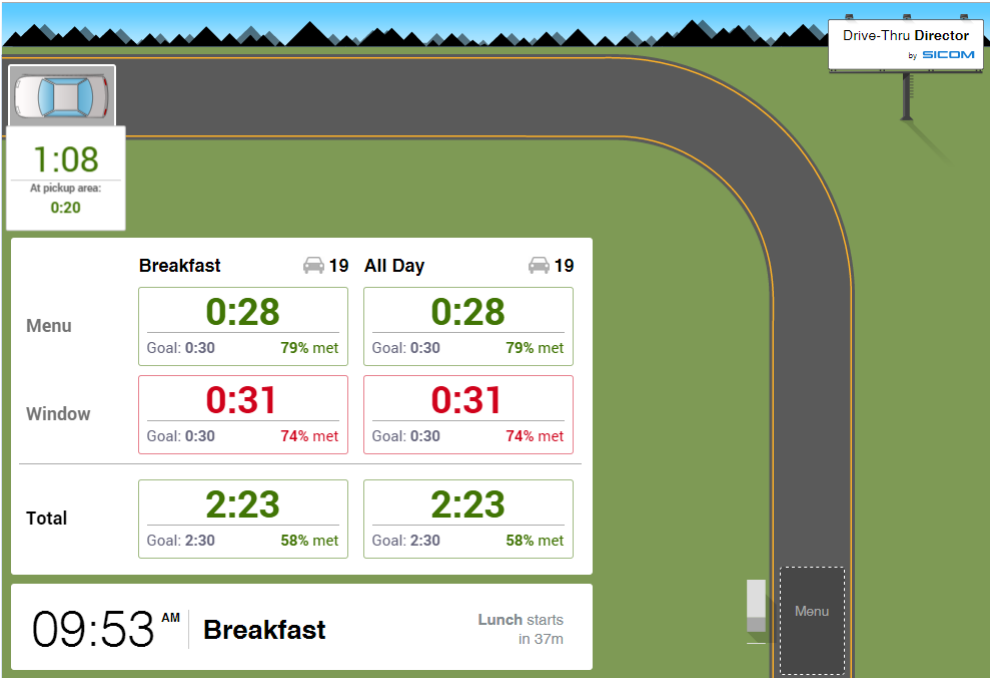 Drive-Thru Director
by SICOM
1:08
At pickup area:
0:20
Breakfast 19 All Day 19
Menu
0:28 0:28
Goal: 0:30 79% met Goal: 0:30 79% met
Window
0:31 0:31
Goal: 0:30 74% met Goal: 0:30 74% met
Total
2:23 2:23
Goal: 2:30 58% met Goal: 2:30 58% met
09:53 AM Breakfast
Lunch starts
in 37m
Menu